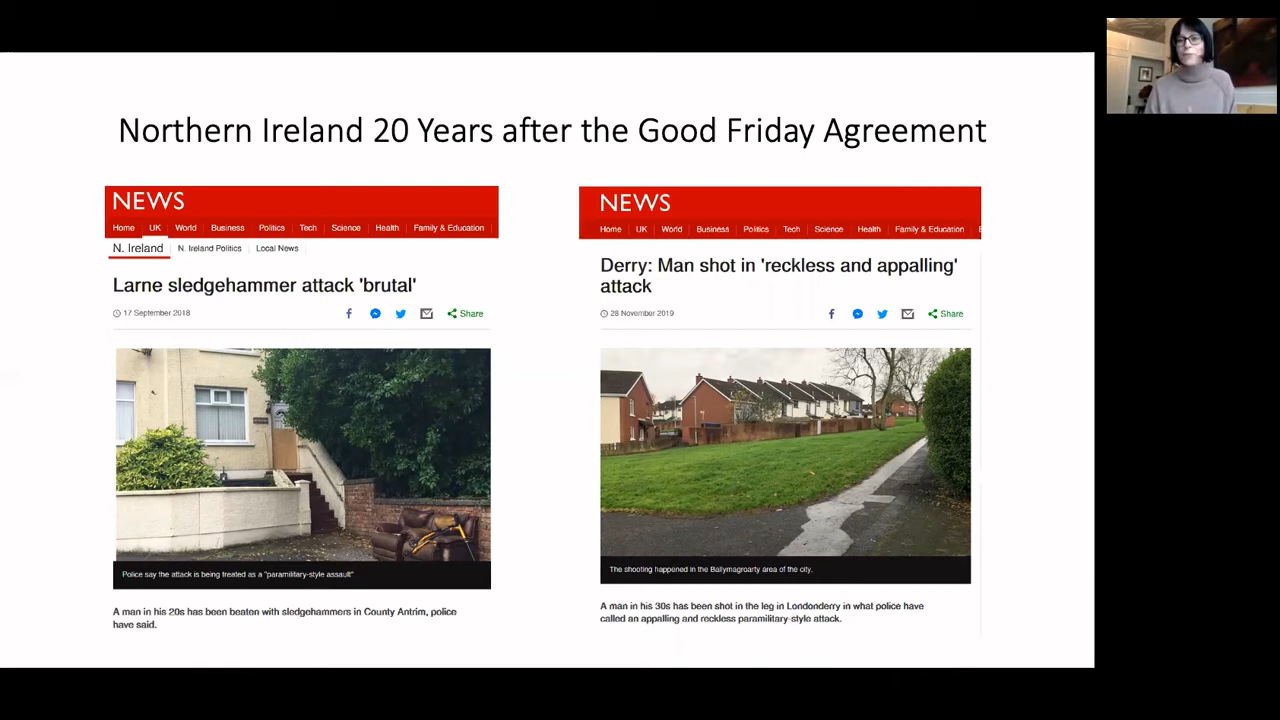 Northern Ireland 20 Years after the Good Friday Agreement
NEWS
Home UK World Business Politics Tech Science Health Family & Education
N. Ireland N. Ireland Politics Local News
Larne sledgehammer attack 'brutal'
17 September 2018 Share
Police say the attack is being treated as a "paramilitary-style assault"
A man in his 20s has been beaten with sledgehammers in County Antrim, police
have said.
NEWS
Home UK World Business Politics Tech Science Health Family & Education E
Derry: Man shot in 'reckless and appalling'
attack
28 November 2019 Share
The shooting happened in the Ballymagroarty area of the city.
A man in his 30s has been shot in the leg in Londonderry in what police have
called an appalling and reckless paramilitary-style attack.